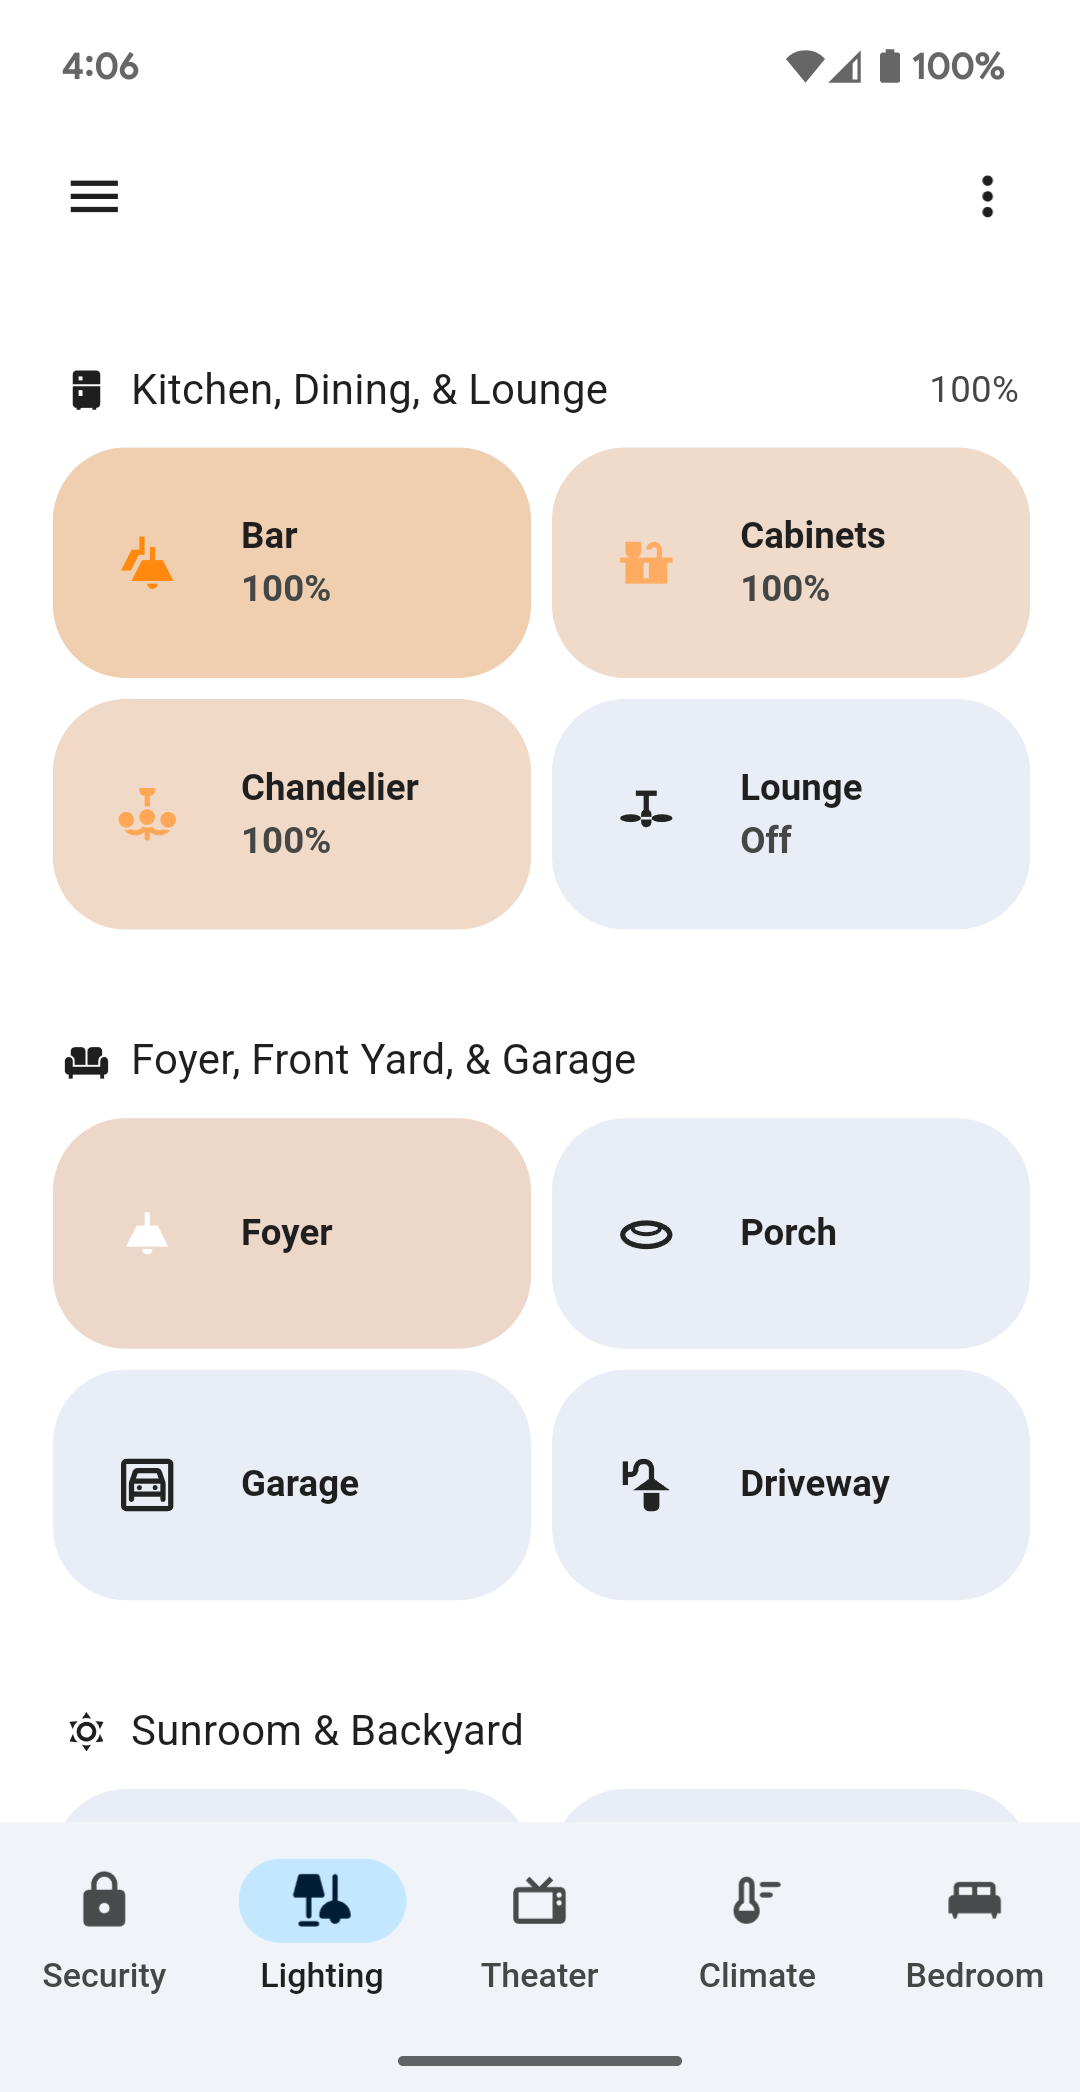 4:06
100%
Kitchen, Dining, & Lounge
100%
Bar
100%
Cabinets
100%
Chandelier
100%
Lounge
Off
Foyer, Front Yard, & Garage
Foyer
Porch
Garage
Driveway
Sunroom & Backyard
Security
Lighting
Theater
Climate
Bedroom